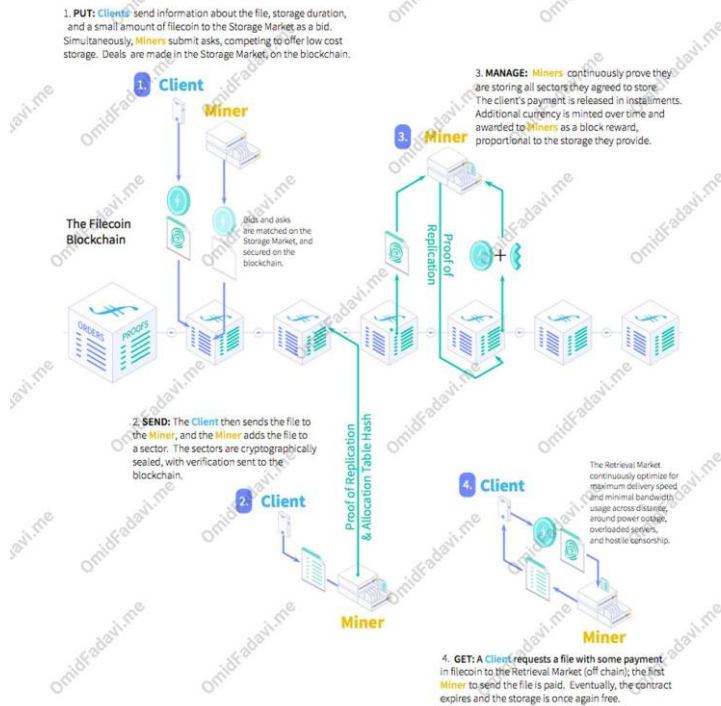 1. PUT: Clients send information about the file, storage duration,
and a small amount of filecoin to the Storage Market as a bid.
Simultaneously, Miners submit asks, competing to offer low cost
storage. Deals are made in the Storage Market, on the blockchain.
1. Client
Miner
The Filecoin
Blockchain
Bids and asks
are matched on the
Storage Market, and
secured on the
blockchain.
3. MANAGE: Miners continuously prove they
are storing all sectors they agreed to store.
The client's payment is released in installments.
Additional currency is minted over time and
awarded to Miners as a block reward,
proportional to the storage they provide.
3. Miner
Proof of
Replication
+
ORDERS
PROOFS
2. SEND: The Client then sends the file to
the Miner, and the Miner adds the file to
a sector. The sectors are cryptographically
sealed, with verification sent to the
blockchain.
2. Client
Miner
Proof of Replication
& Allocation Table Hash
4. Client
Miner
The Retrieval Market
continuously optimize for
maximum delivery speed
and minimal bandwidth
usage across distance,
around power outage,
overloaded servers,
and hostile censorship.
4. GET: A Client requests a file with some payment
in filecoin to the Retrieval Market (off chain); the first
Miner to send the file is paid. Eventually, the contract
expires and the storage is once again free.
OmidFadavi.me